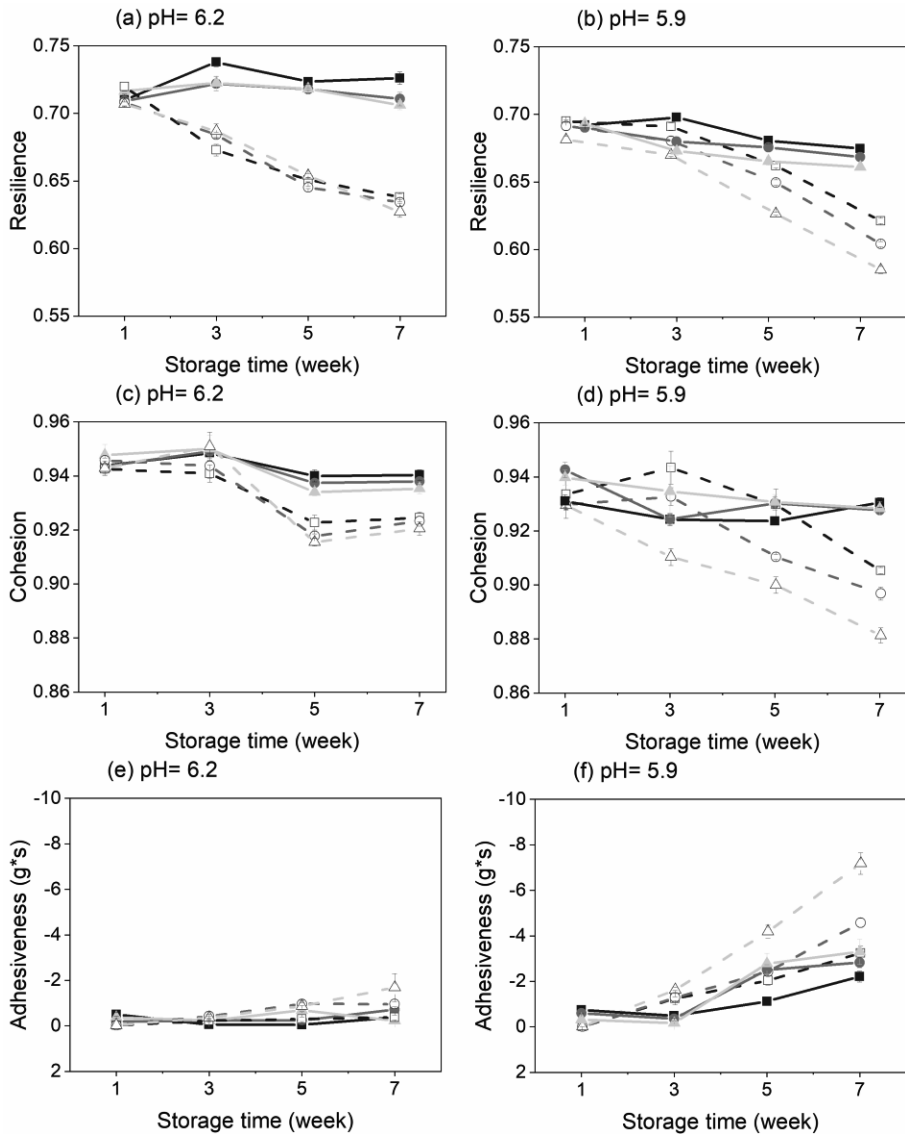 (a) pH= 6.2
(b) pH= 5.9
0.75
0.70
0.65
0.60
0.55
Resilience
1 3 5 7
Storage time (week)
0.75
0.70
0.65
0.60
0.55
Resilience
1 3 5 7
Storage time (week)
(c) pH= 6.2
(d) pH= 5.9
0.96
0.94
0.92
0.90
0.88
0.86
Cohesion
1 3 5 7
Storage time (week)
0.96
0.94
0.92
0.90
0.88
0.86
Cohesion
1 3 5 7
Storage time (week)
(e) pH= 6.2
(f) pH= 5.9
-10
-8
-6
-4
-2
0
2
Adhesiveness (g*s)
1 3 5 7
Storage time (week)
-10
-8
-6
-4
-2
0
2
Adhesiveness (g*s)
1 3 5 7
Storage time (week)